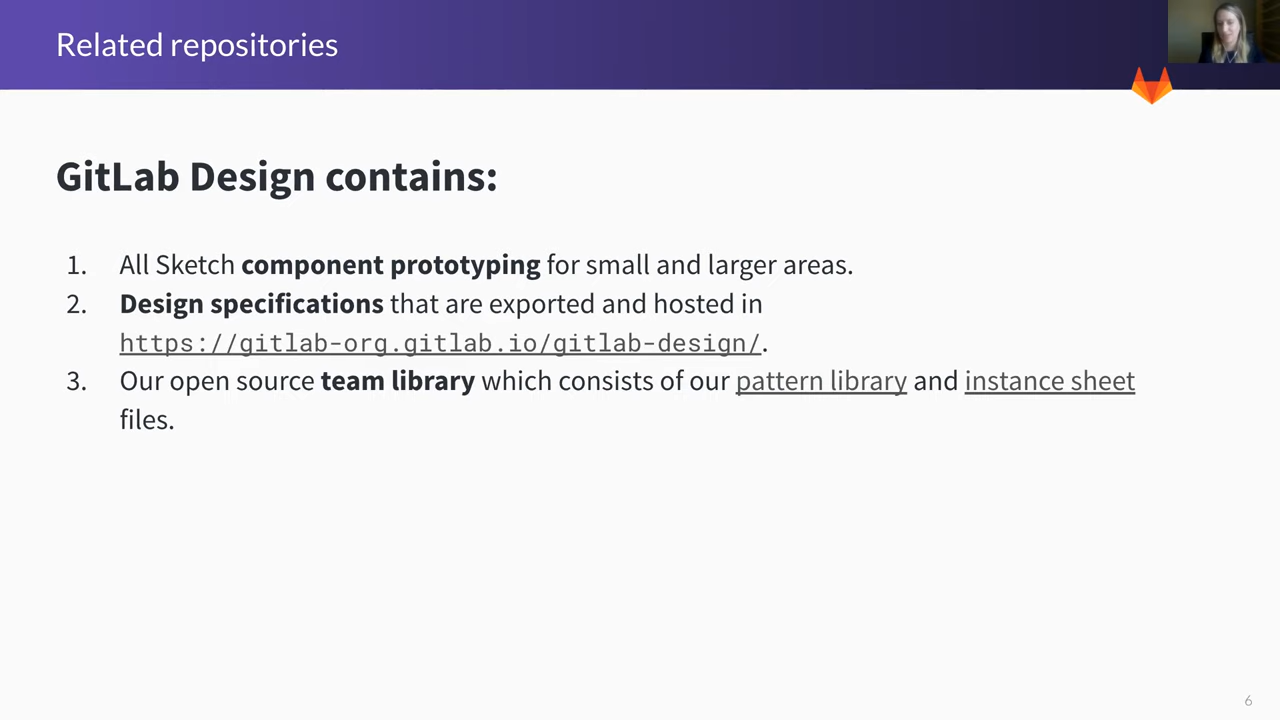 Related repositories
GitLab Design contains:
1. All Sketch component prototyping for small and larger areas.
2. Design specifications that are exported and hosted in
https://gitlab-org.gitlab.io/gitlab-design/.
3. Our open source team library which consists of our pattern library and instance sheet
files.
6